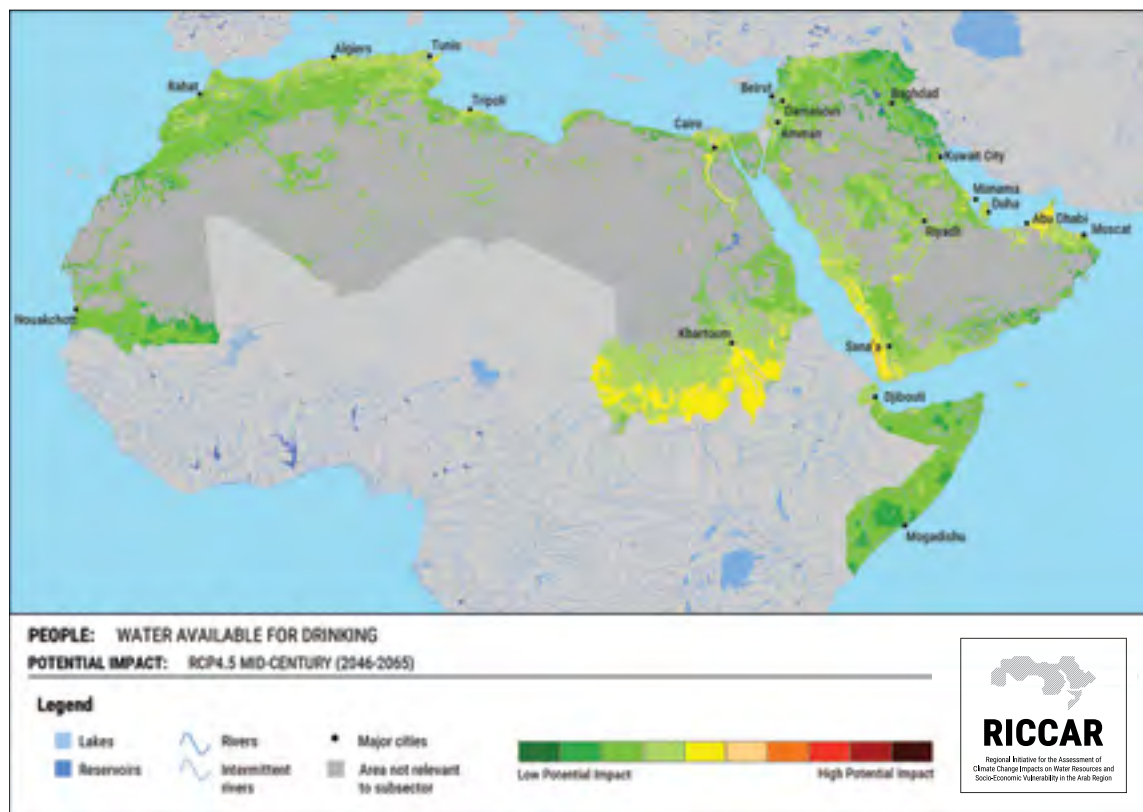 Algiers
Tunis
Rabat
Tripoli
Beirut
Damascus
Baghdad
Cairo
Amman
Kuwait City
Manama
Doha
Abu Dhabi
Riyadh
Muscat
Nouakchott
Khartoum
Sana'a
Djibouti
Mogadishu
PEOPLE: WATER AVAILABLE FOR DRINKING
POTENTIAL IMPACT: RCP4.5 MID-CENTURY (2046-2065)
Legend
Lakes
Rivers
Major cities
Reservoirs
Intermittent
rivers
Area not relevant
to subsector
Low Potential Impact
High Potential Impact
RICCAR
Regional Initiative for the Assessment of
Climate Change Impacts on Water Resources and
Socio-Economic Vulnerability in the Arab Region